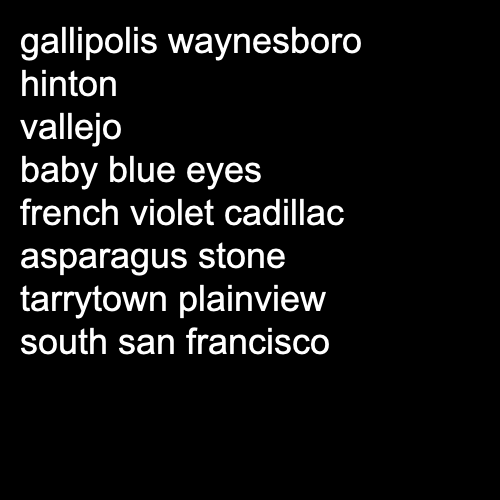 gallipolis waynesboro
hinton
vallejo
baby blue eyes
french violet cadillac
asparagus stone
tarrytown plainview
south san francisco